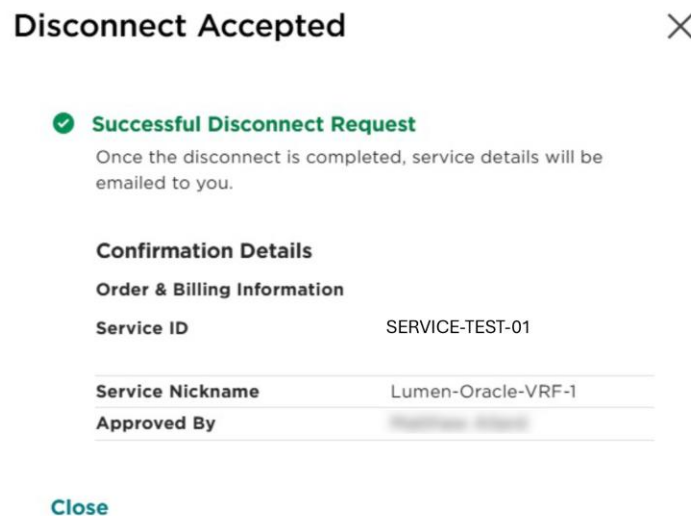 Disconnect Accepted
Successful Disconnect Request
Once the disconnect is completed, service details will be
emailed to you.
Confirmation Details
Order & Billing Information
Service ID SERVICE-TEST-01
Service Nickname Lumen-Oracle-VRF-1
Approved By
Close